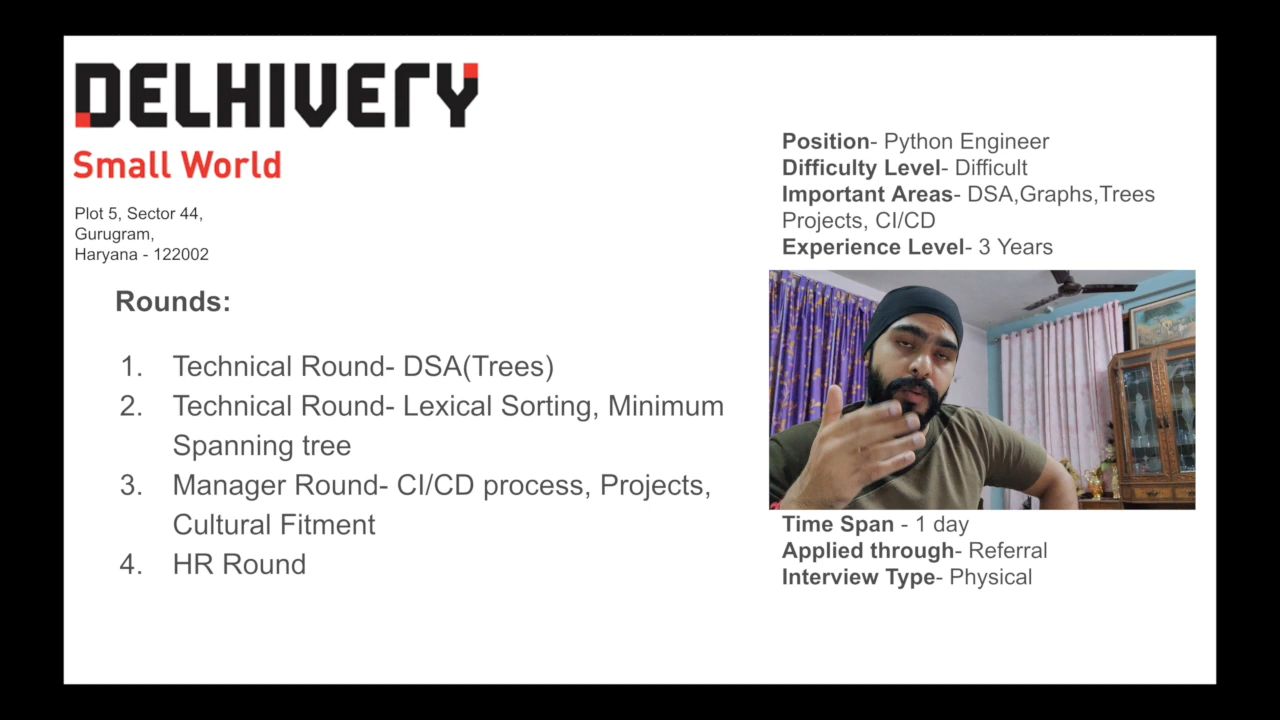 DELHIVERY
Small World
Plot 5, Sector 44,
Gurugram,
Haryana - 122002
Rounds:
1. Technical Round- DSA(Trees)
2. Technical Round- Lexical Sorting, Minimum
Spanning tree
3. Manager Round- CI/CD process, Projects,
Cultural Fitment
4. HR Round
Position- Python Engineer
Difficulty Level- Difficult
Important Areas- DSA,Graphs,Trees
Projects, CI/CD
Experience Level- 3 Years
Time Span - 1 day
Applied through- Referral
Interview Type- Physical